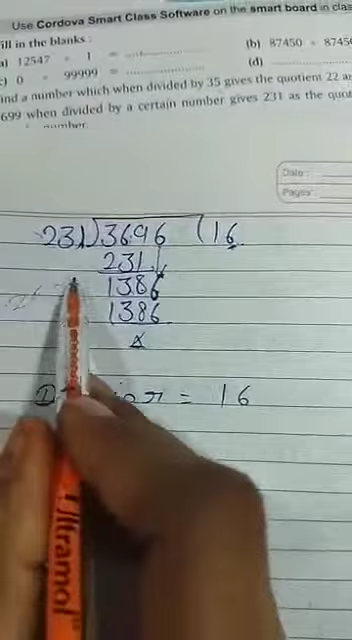 Use Cordova Smart Class Software on the smart board in clas
ill in the blanks :
a) 12547 ÷ 1 = ................
(b) 87450 ÷ 8745
c) 0 ÷ 99999 = ................
(d) ................
ind a number which when divided by 35 gives the quotient 22 a
699 when divided by a certain number gives 231 as the quot
number.
Date :
Pages :
231)3696(16
231↓
1386
1386
x
= 16
Ultramol